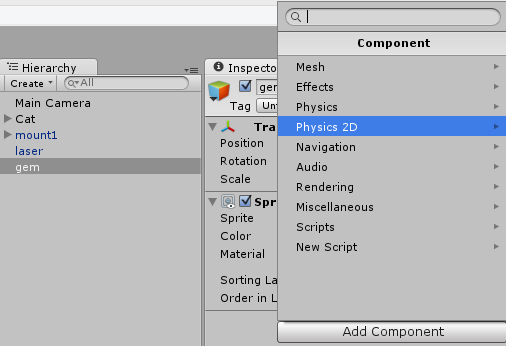 Hierarchy
Create
All
Main Camera
Cat
mount1
laser
gem
Inspecto
gem
Tag
Tra
Position
Rotation
Scale
Spr
Sprite
Color
Material
Sorting La
Order in L
Component
Mesh
Effects
Physics
Physics 2D
Navigation
Audio
Rendering
Miscellaneous
Scripts
New Script
Add Component